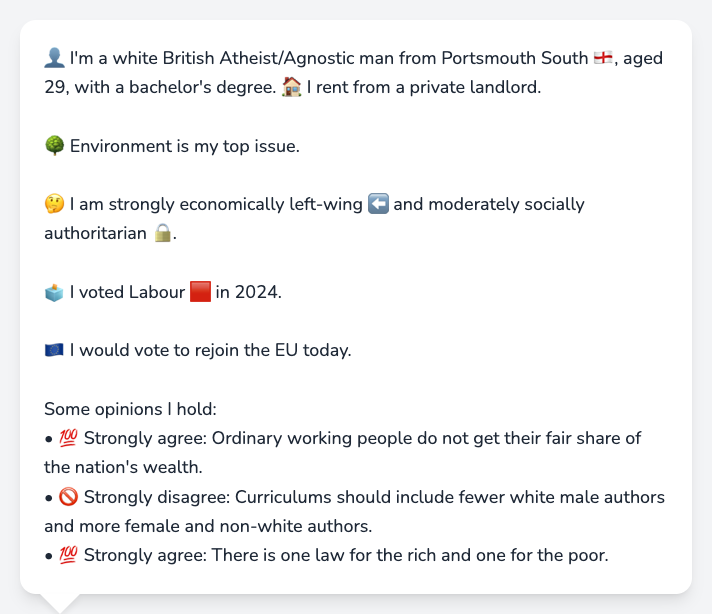 👤 I'm a white British Atheist/Agnostic man from Portsmouth South 🏴󠁧󠁢󠁥󠁮󠁧󠁿, aged
29, with a bachelor's degree. 🏠 I rent from a private landlord.
🌳 Environment is my top issue.
🤔 I am strongly economically left-wing ⬅️ and moderately socially
authoritarian 🔒.
🗳️ I voted Labour 🟥 in 2024.
🇪🇺 I would vote to rejoin the EU today.
Some opinions I hold:
• 💯 Strongly agree: Ordinary working people do not get their fair share of
the nation's wealth.
• 🚫 Strongly disagree: Curriculums should include fewer white male authors
and more female and non-white authors.
• 💯 Strongly agree: There is one law for the rich and one for the poor.